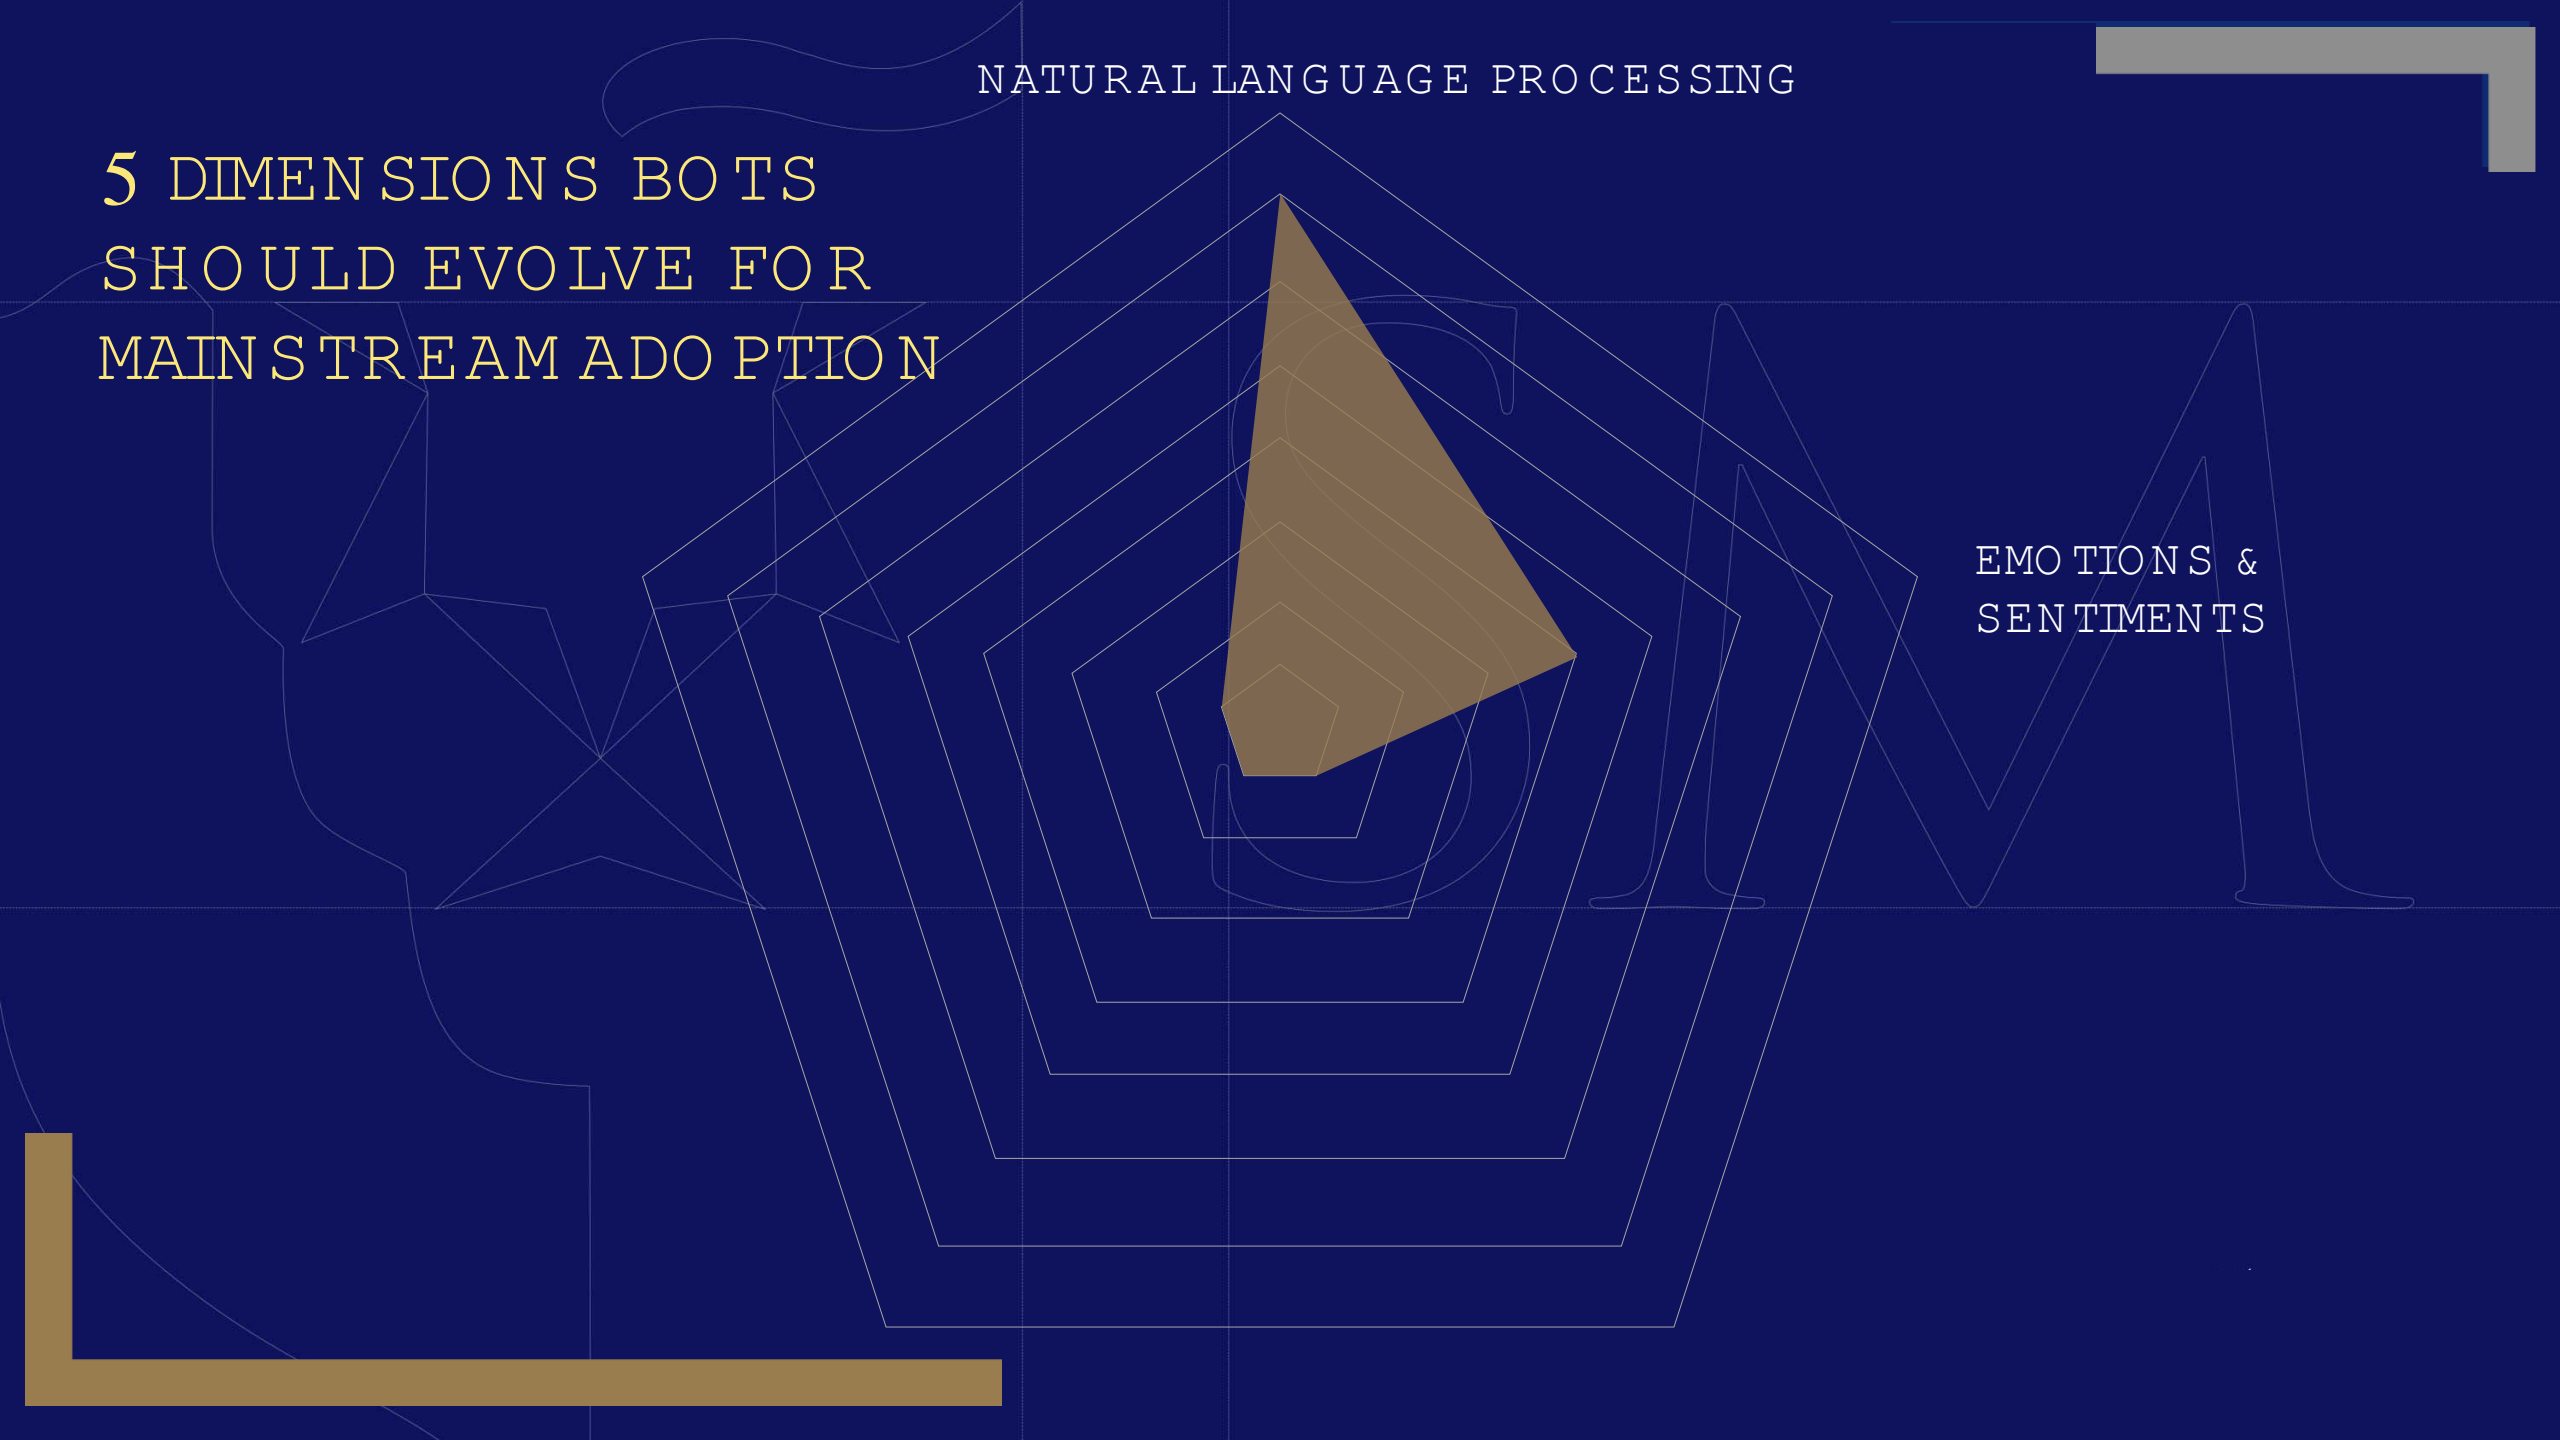 NATURAL LANGUAGE PROCESSING
5 DIMENSIONS BOTS
SHOULD EVOLVE FOR
MAINSTREAM ADOPTION
EMOTIONS &
SENTIMENTS